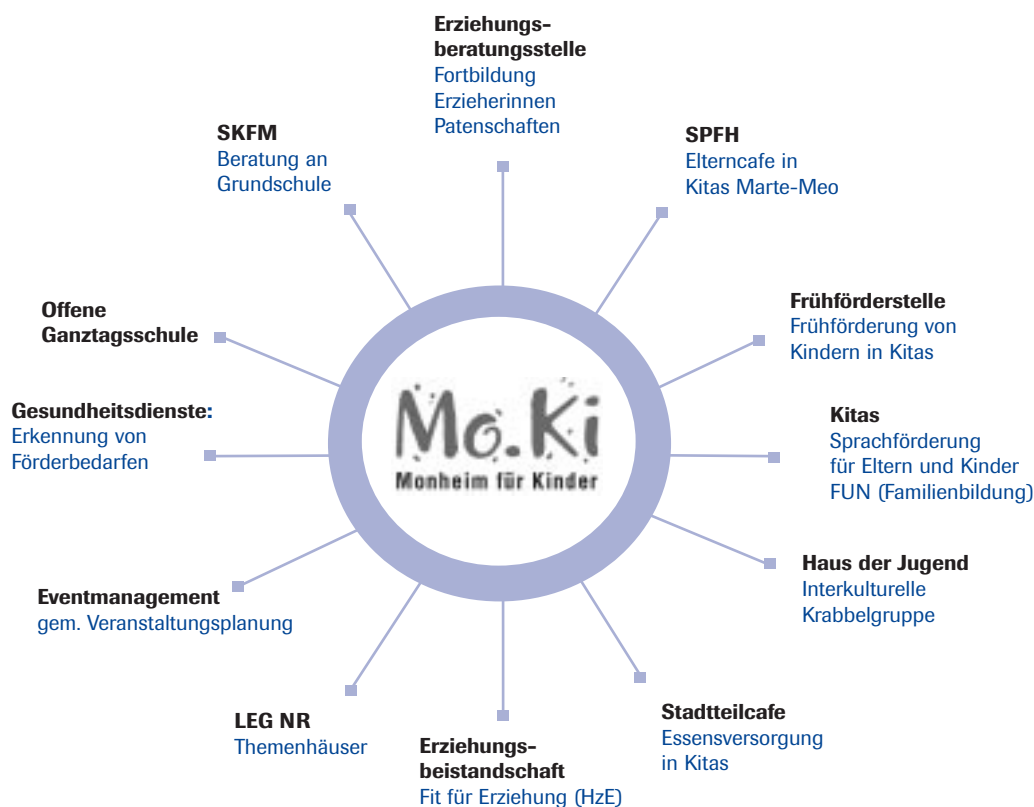 Erziehungs-
beratungsstelle
Fortbildung
Erzieherinnen
Patenschaften
SPFH
Elterncafe in
Kitas Marte-Meo
Frühförderstelle
Frühförderung von
Kindern in Kitas
Kitas
Sprachförderung
für Eltern und Kinder
FUN (Familienbildung)
Haus der Jugend
Interkulturelle
Krabbelgruppe
Stadtteilcafe
Essensversorgung
in Kitas
Erziehungs-
beistandschaft
Fit für Erziehung (HzE)
LEG NR
Themenhäuser
Eventmanagement
gem. Veranstaltungsplanung
Gesundheitsdienste:
Erkennung von
Förderbedarfen
Offene
Ganztagsschule
SKFM
Beratung an
Grundschule
Mo.Ki
Monheim für Kinder